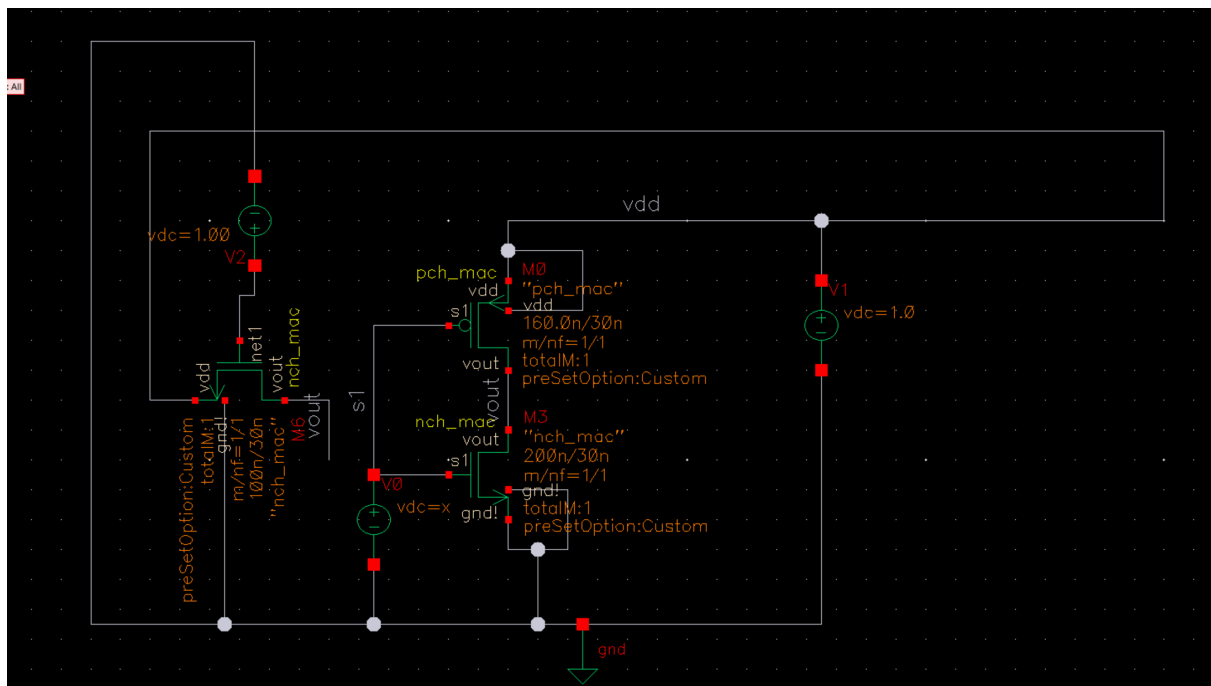 : All
vdd
vdc=1.00
V2
pch_mac
M0
"pch_mac"
vdd
vdd
s1
160.0n/30n
m/nf=1/1
totalM:1
preSetOption:Custom
vout
V1
vdc=1.0
net1
nch_mac
vdd
vout
gnd!
M6
vout
"nch_mac"
100n/30n
m/nf=1/1
totalM:1
preSetOption:Custom
s1
vout
nch_mac
M3
"nch_mac"
vout
200n/30n
s1
m/nf=1/1
gnd!
totalM:1
gnd!
preSetOption:Custom
V0
vdc=x
gnd